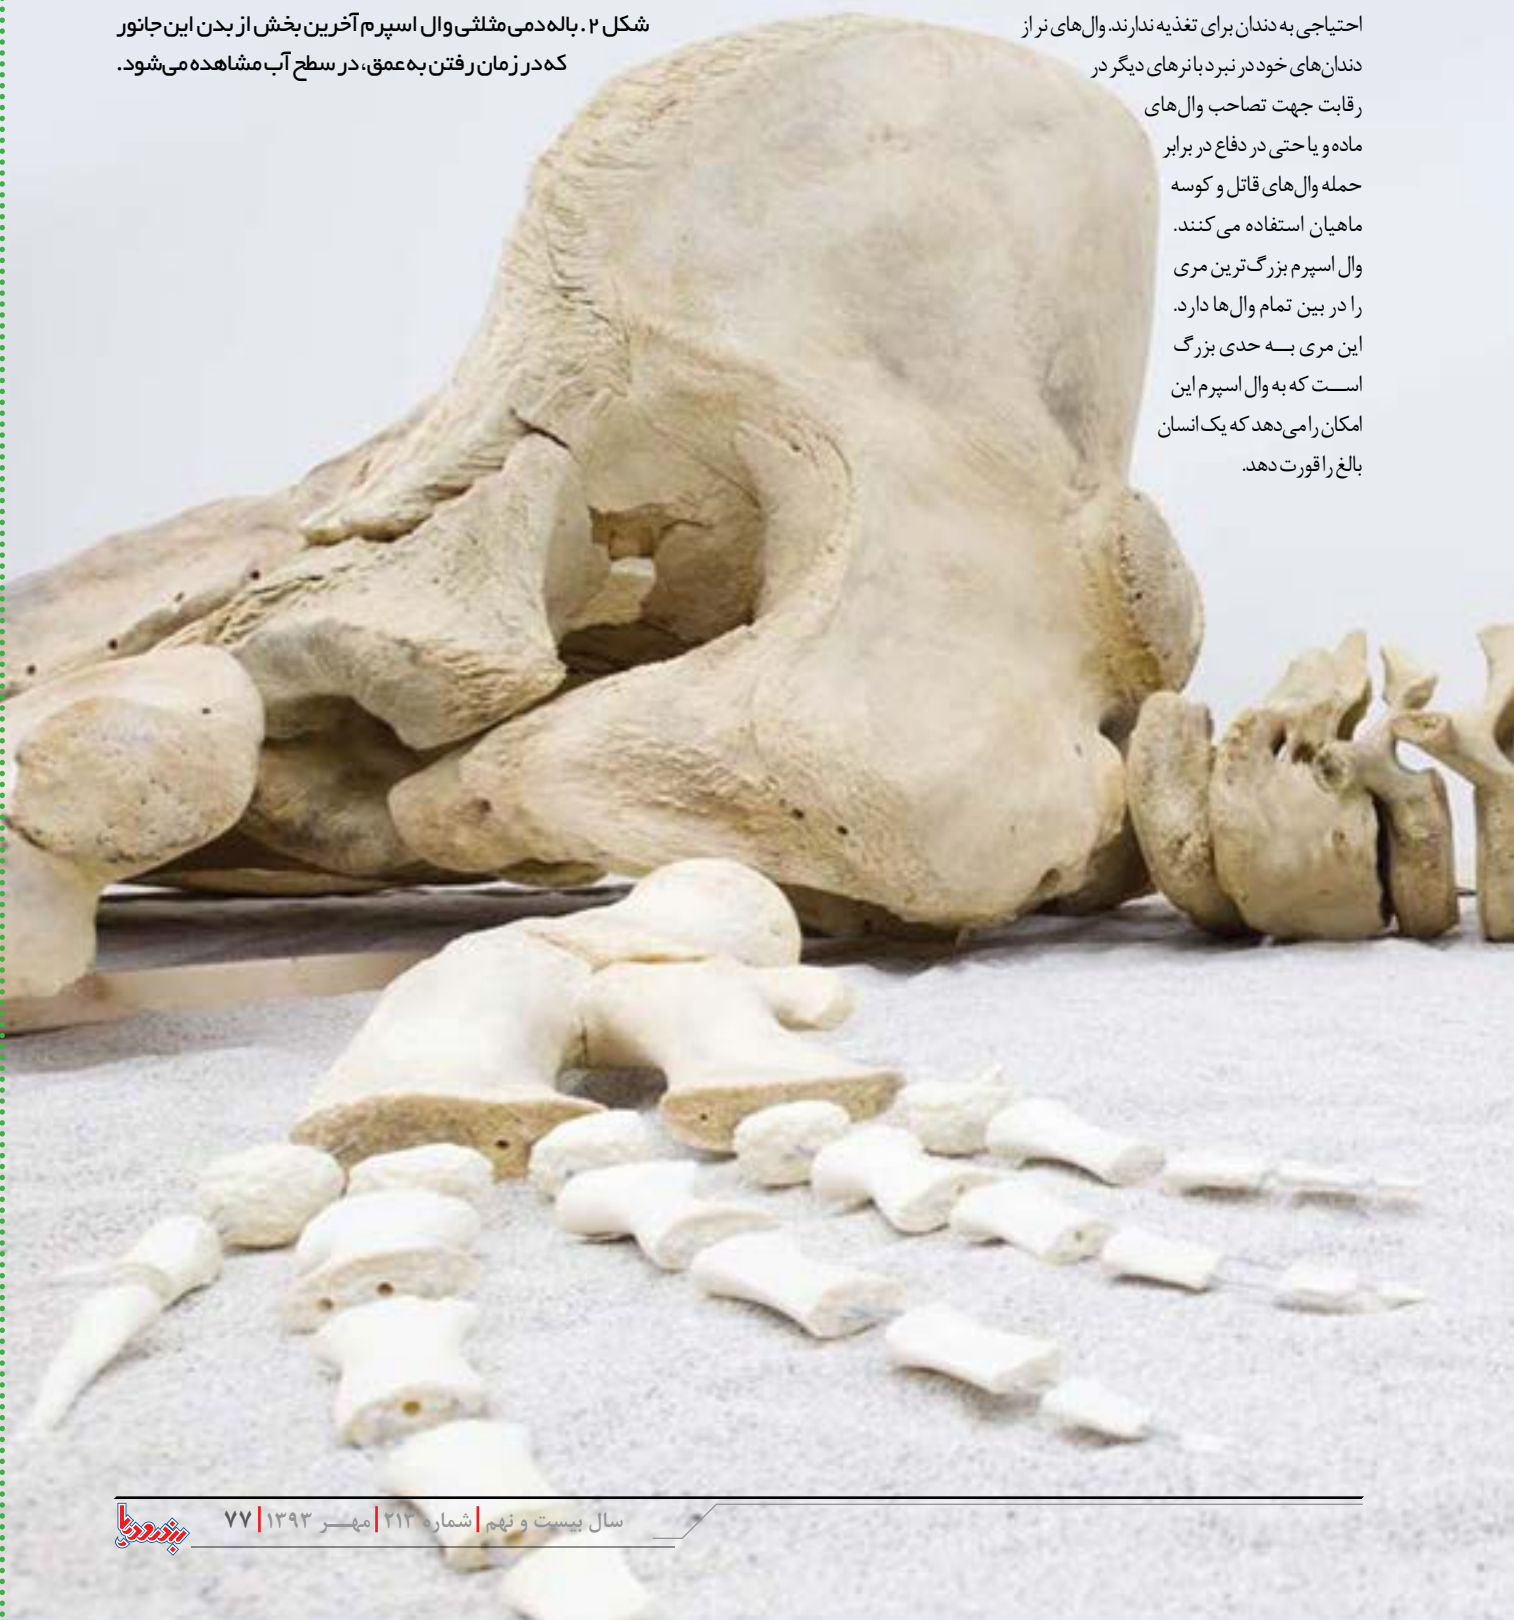 احتیاجی به دندان برای تغذیه ندارند. وال‌های نر از
دندان‌های خود در نبرد با نرهای دیگر در
رقابت جهت تصاحب وال‌های
ماده و یا حتی در دفاع در برابر
حمله وال‌های قاتل و کوسه
ماهیان استفاده می‌کنند.
وال اسپرم بزرگ‌ترین مری
را در بین تمام وال‌ها دارد.
این مری بـــه حدی بزرگ
اســـت که به وال اسپرم این
امکان را می‌دهد که یک انسان
بالغ را قورت دهد.
شکل ۲. باله دمی مثلثی وال اسپرم آخرین بخش از بدن این جانور
که در زمان رفتن به عمق، در سطح آب مشاهده می‌شود.
سال بیست و نهم | شماره ۲۱۳ | مهـــر ۱۳۹۳ | ۷۷
بندر و دریا